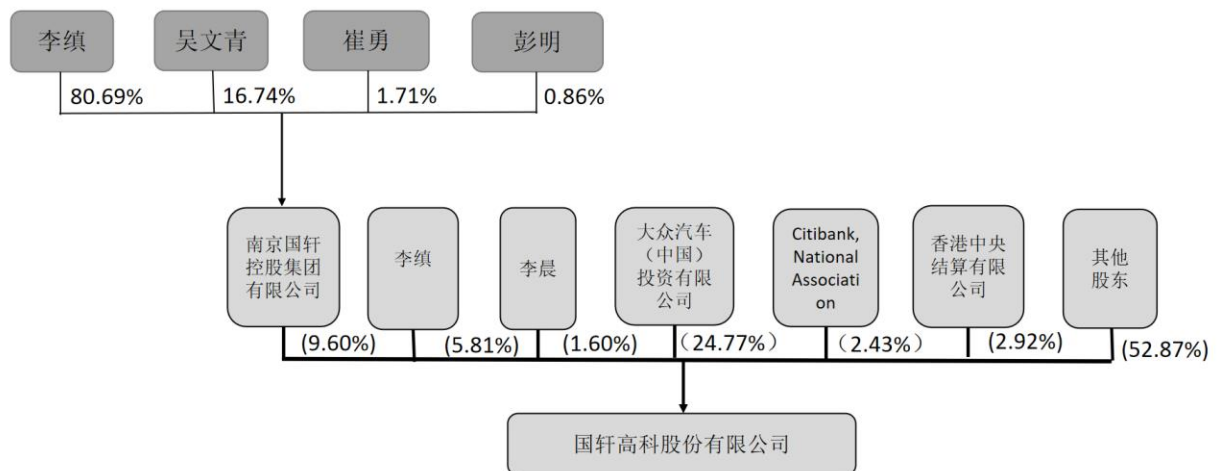 李缜
吴文青
崔勇
彭明
80.69%
16.74%
1.71%
0.86%
南京国轩
控股集团
有限公司
李缜
李晨
大众汽车
（中国）
投资有限
公司
Citibank,
National
Associati
on
香港中央
结算有限
公司
其他
股东
(9.60%)
(5.81%)
(1.60%)
（24.77%）
（2.43%）
(2.92%)
(52.87%)
国轩高科股份有限公司